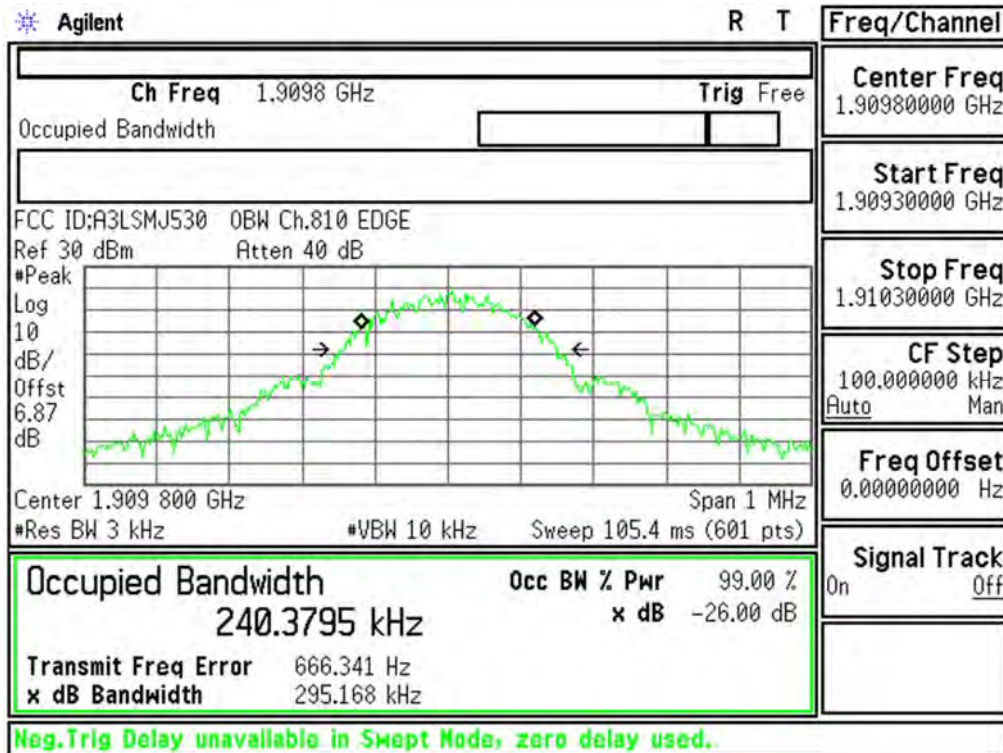 Agilent R T
Ch Freq 1.9098 GHz Trig Free
Occupied Bandwidth
FCC ID:A3LSMJ530 OBW Ch.810 EDGE
Ref 30 dBm Atten 40 dB
#Peak
Log
10
dB/
Offst
6.87
dB
Center 1.909 800 GHz Span 1 MHz
#Res BW 3 kHz #VBW 10 kHz Sweep 105.4 ms (601 pts)
Occupied Bandwidth
240.3795 kHz
Occ BW % Pwr 99.00 %
x dB -26.00 dB
Transmit Freq Error 666.341 Hz
x dB Bandwidth 295.168 kHz
Neg.Trig Delay unavailable in Swept Mode, zero delay used.
Freq/Channel
Center Freq
1.90980000 GHz
Start Freq
1.90930000 GHz
Stop Freq
1.91030000 GHz
CF Step
100.000000 kHz
Auto Man
Freq Offset
0.00000000 Hz
Signal Track
On Off